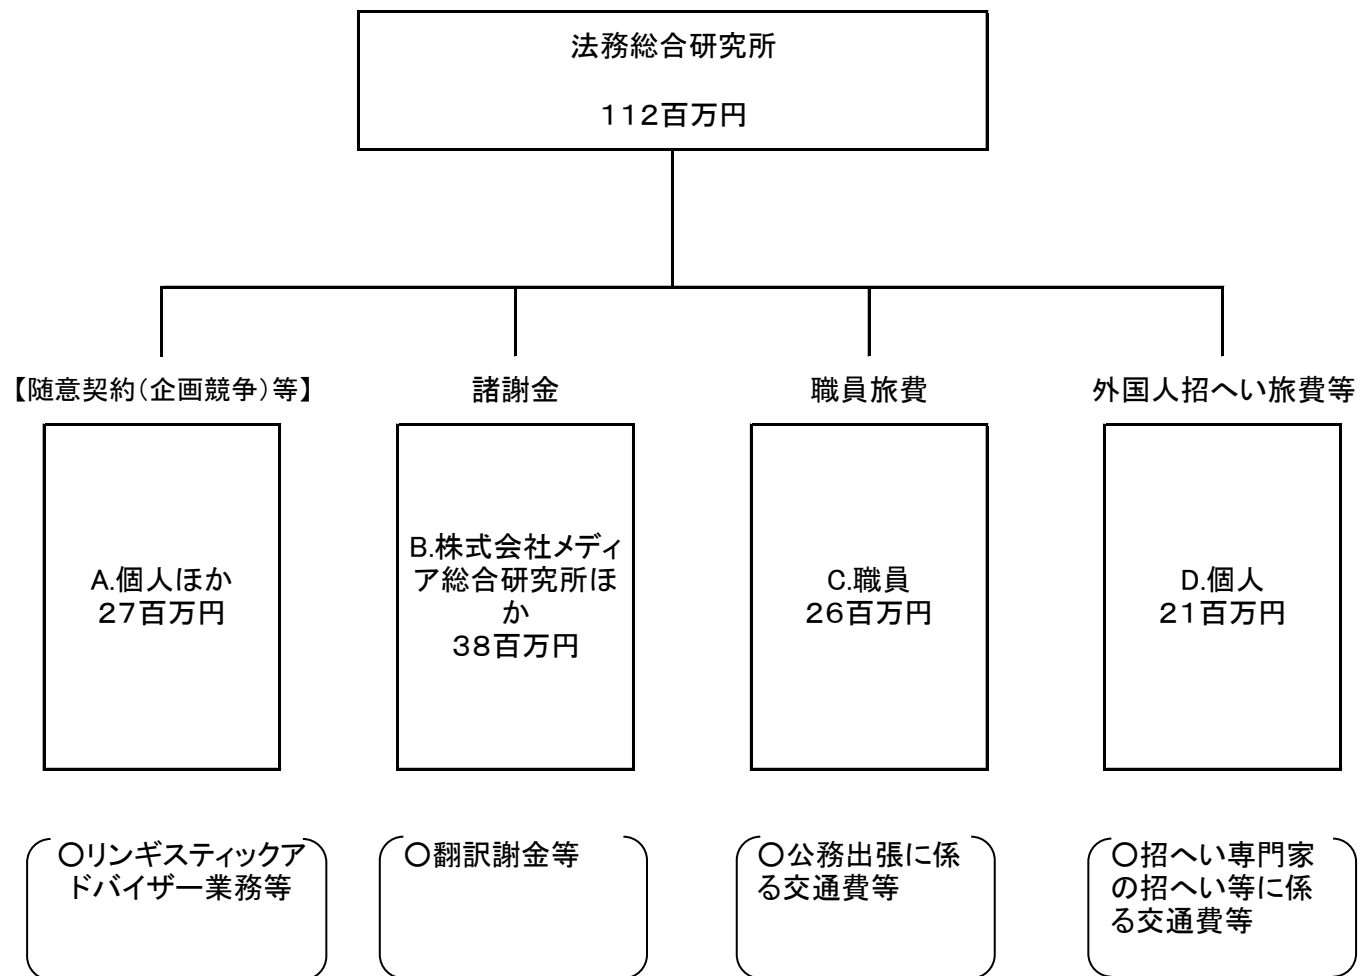 法務総合研究所
112百万円
【随意契約(企画競争)等】
諸謝金
職員旅費
外国人招へい旅費等
A.個人ほか
27百万円
B.株式会社メディ
ア総合研究所ほ
か
38百万円
C.職員
26百万円
D.個人
21百万円
○リンギスティックア
ドバイザー業務等
○翻訳謝金等
○公務出張に係
る交通費等
○招へい専門家
の招へい等に係
る交通費等